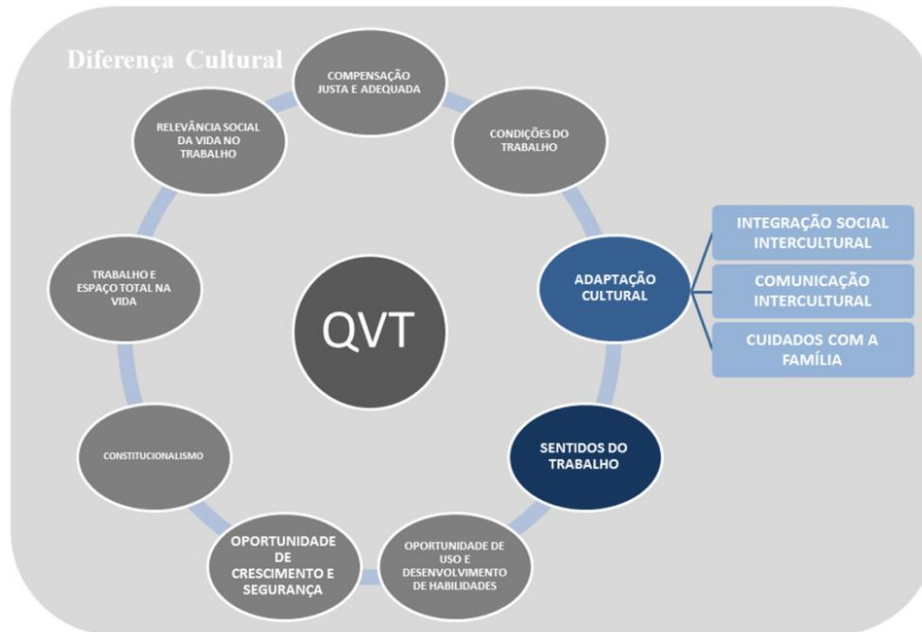 Diferença Cultural
COMPENSAÇÃO
JUSTA E ADEQUADA
CONDIÇÕES DO
TRABALHO
ADAPTAÇÃO
CULTURAL
INTEGRAÇÃO SOCIAL
INTERCULTURAL
COMUNICAÇÃO
INTERCULTURAL
CUIDADOS COM A
FAMÍLIA
SENTIDOS DO
TRABALHO
OPORTUNIDADE DE
USO E
DESENVOLVIMENTO
DE HABILIDADES
OPORTUNIDADE
DE
CRESCIMENTO E
SEGURANÇA
CONSTITUCIONALISMO
TRABALHO E
ESPAÇO TOTAL NA
VIDA
RELEVÂNCIA SOCIAL
DA VIDA NO
TRABALHO
QVT